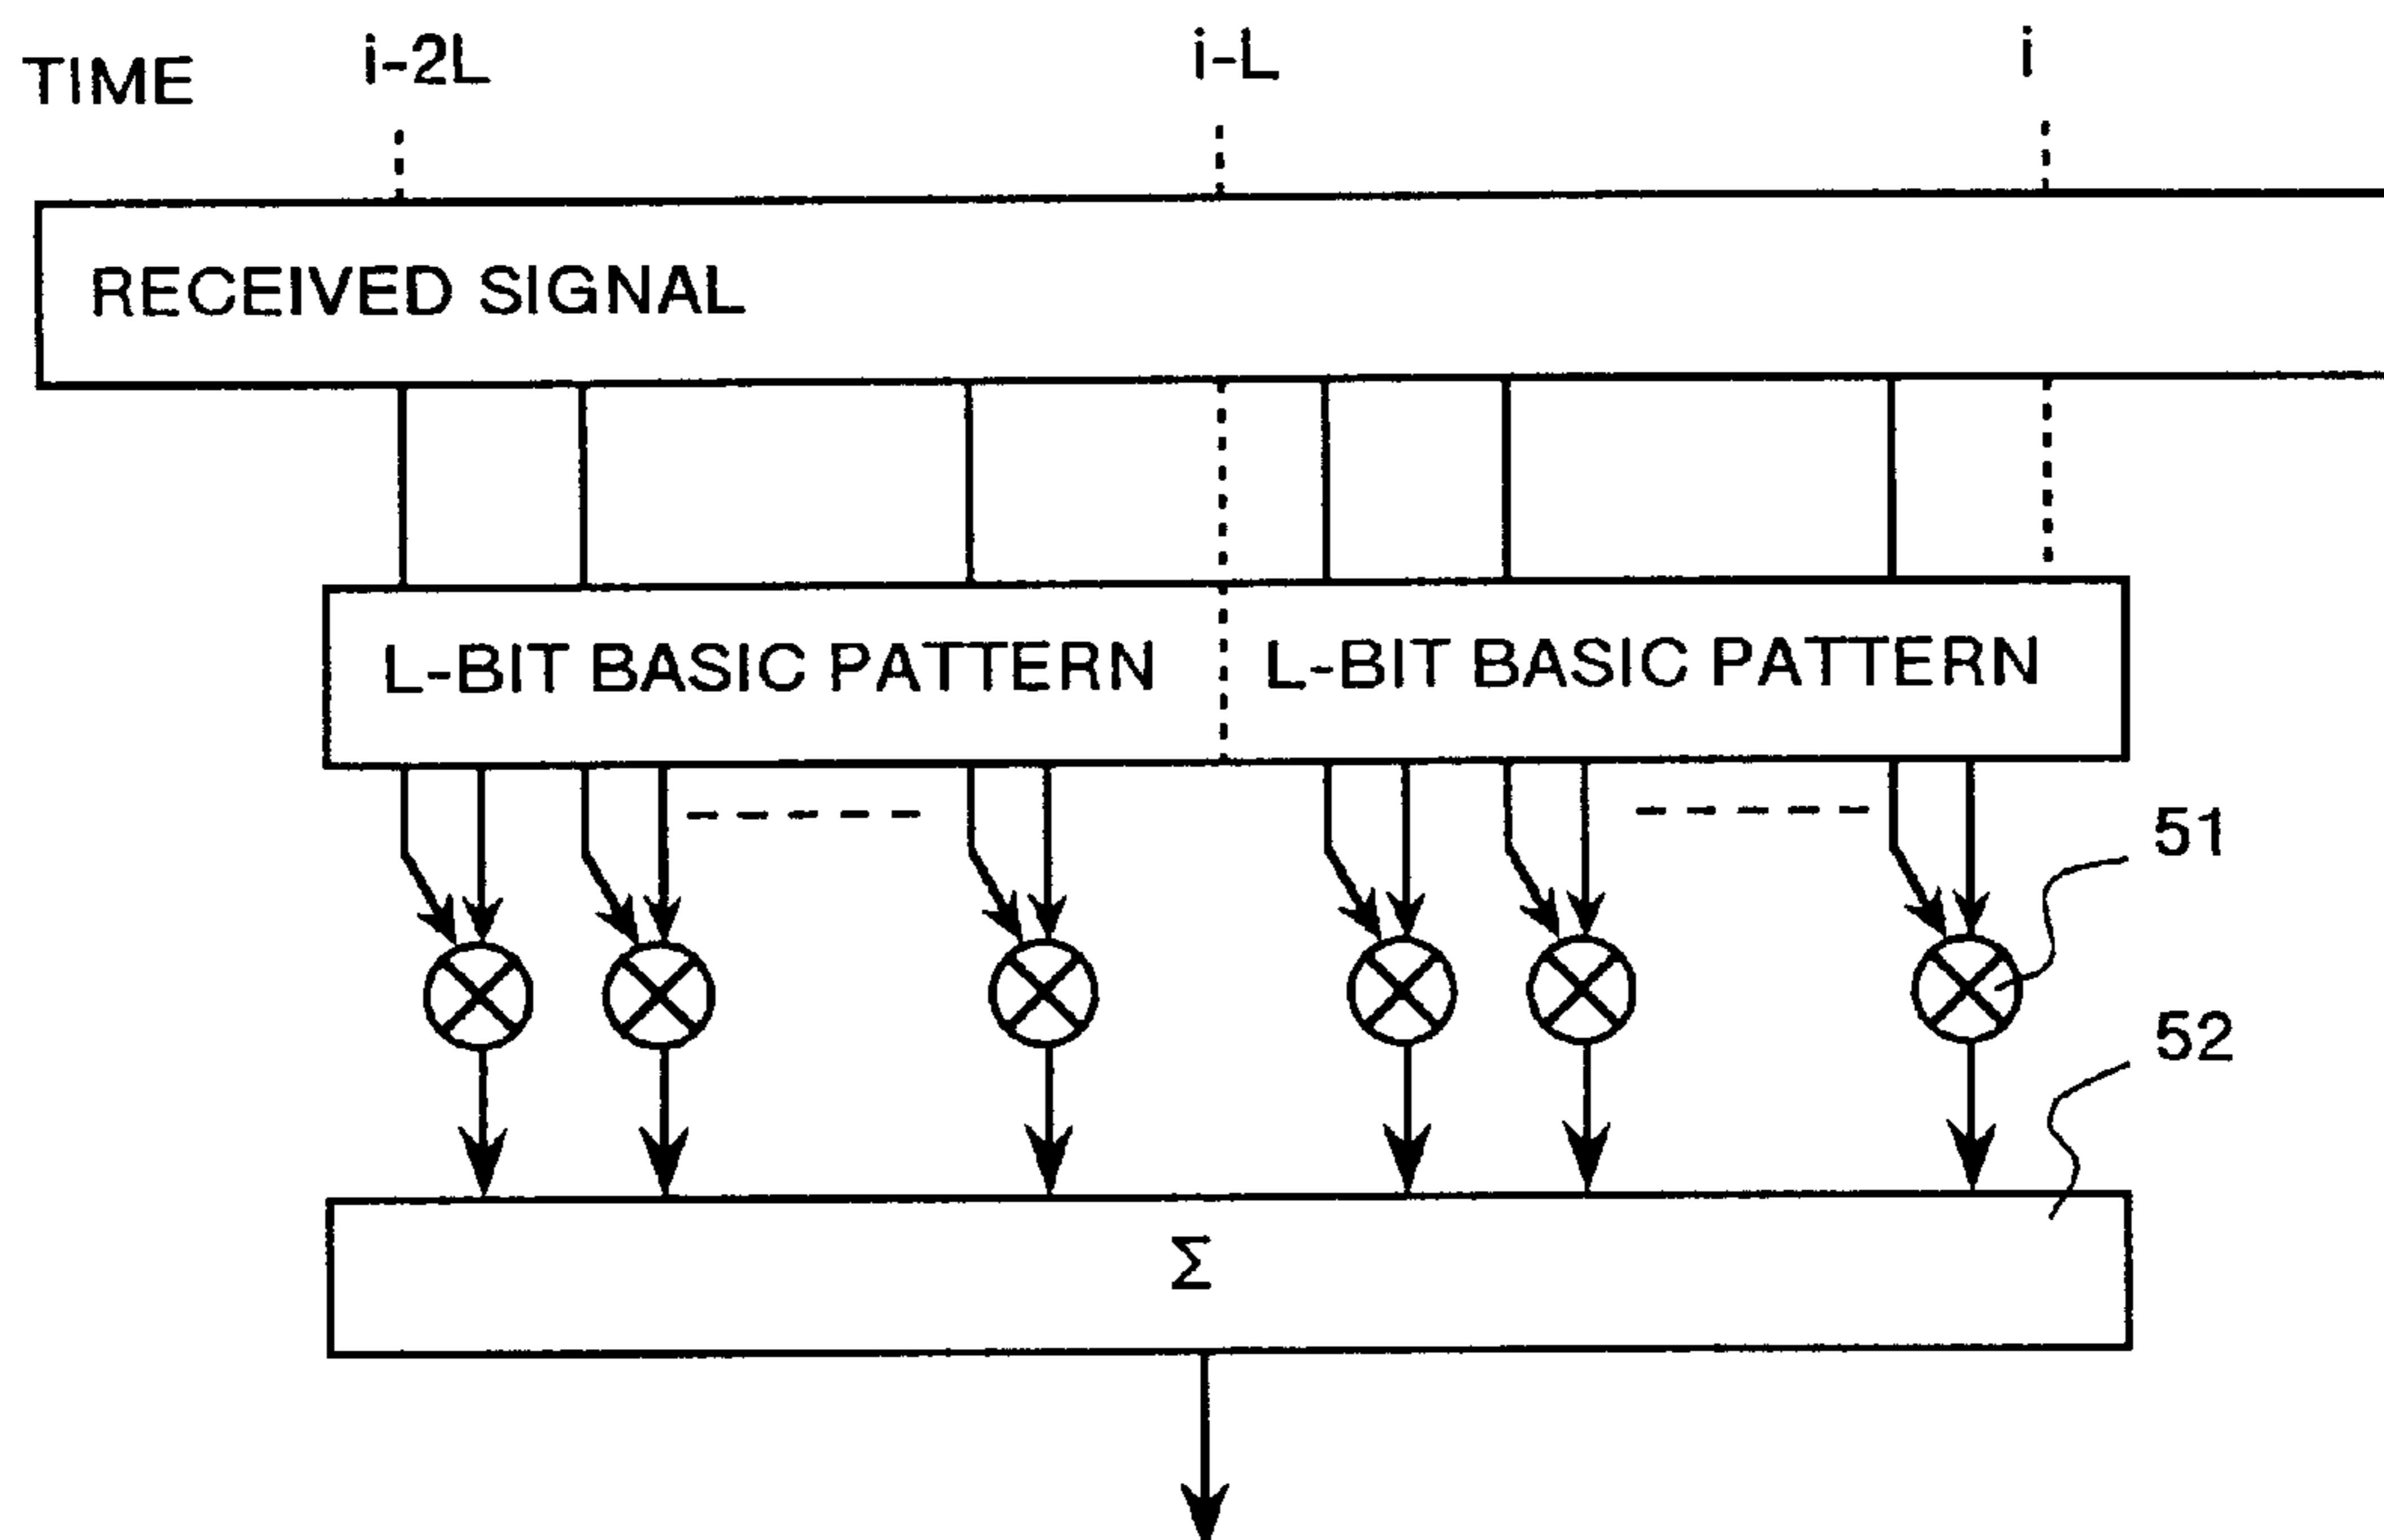 TIME i-2L i-L i
RECEIVED SIGNAL
L-BIT BASIC PATTERN L-BIT BASIC PATTERN
51
52
Σ